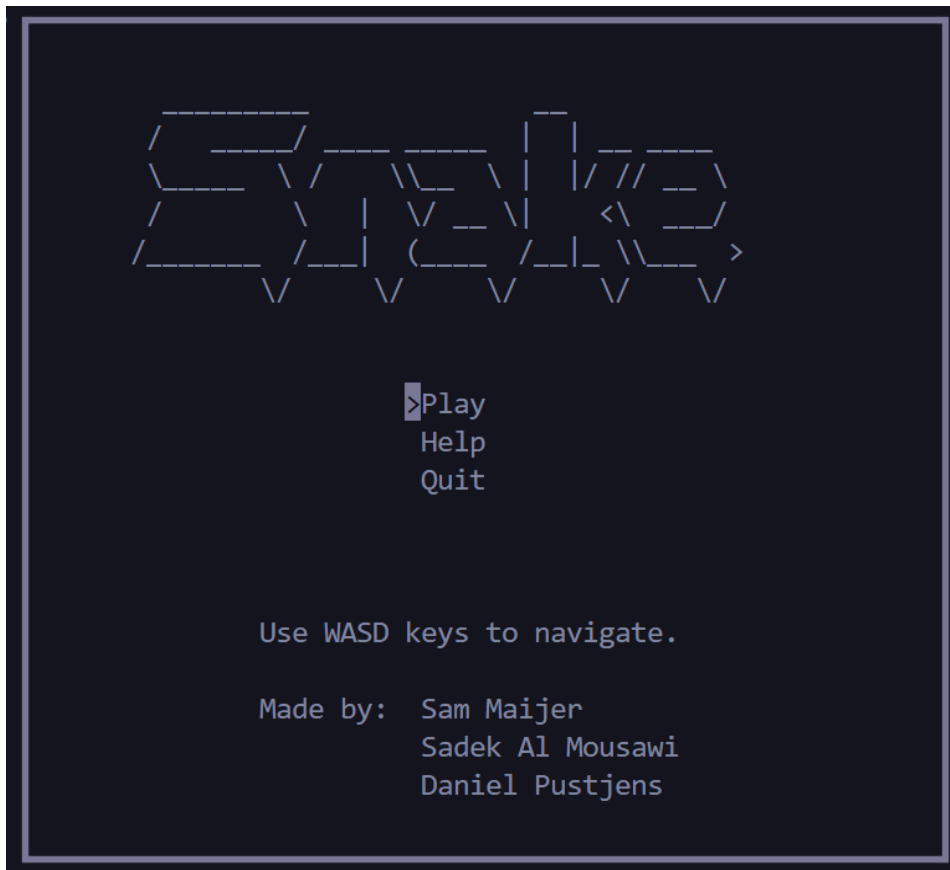 Snake
>Play
Help
Quit
Use WASD keys to navigate.
Made by: Sam Maijer
Sadek Al Mousawi
Daniel Pustjens